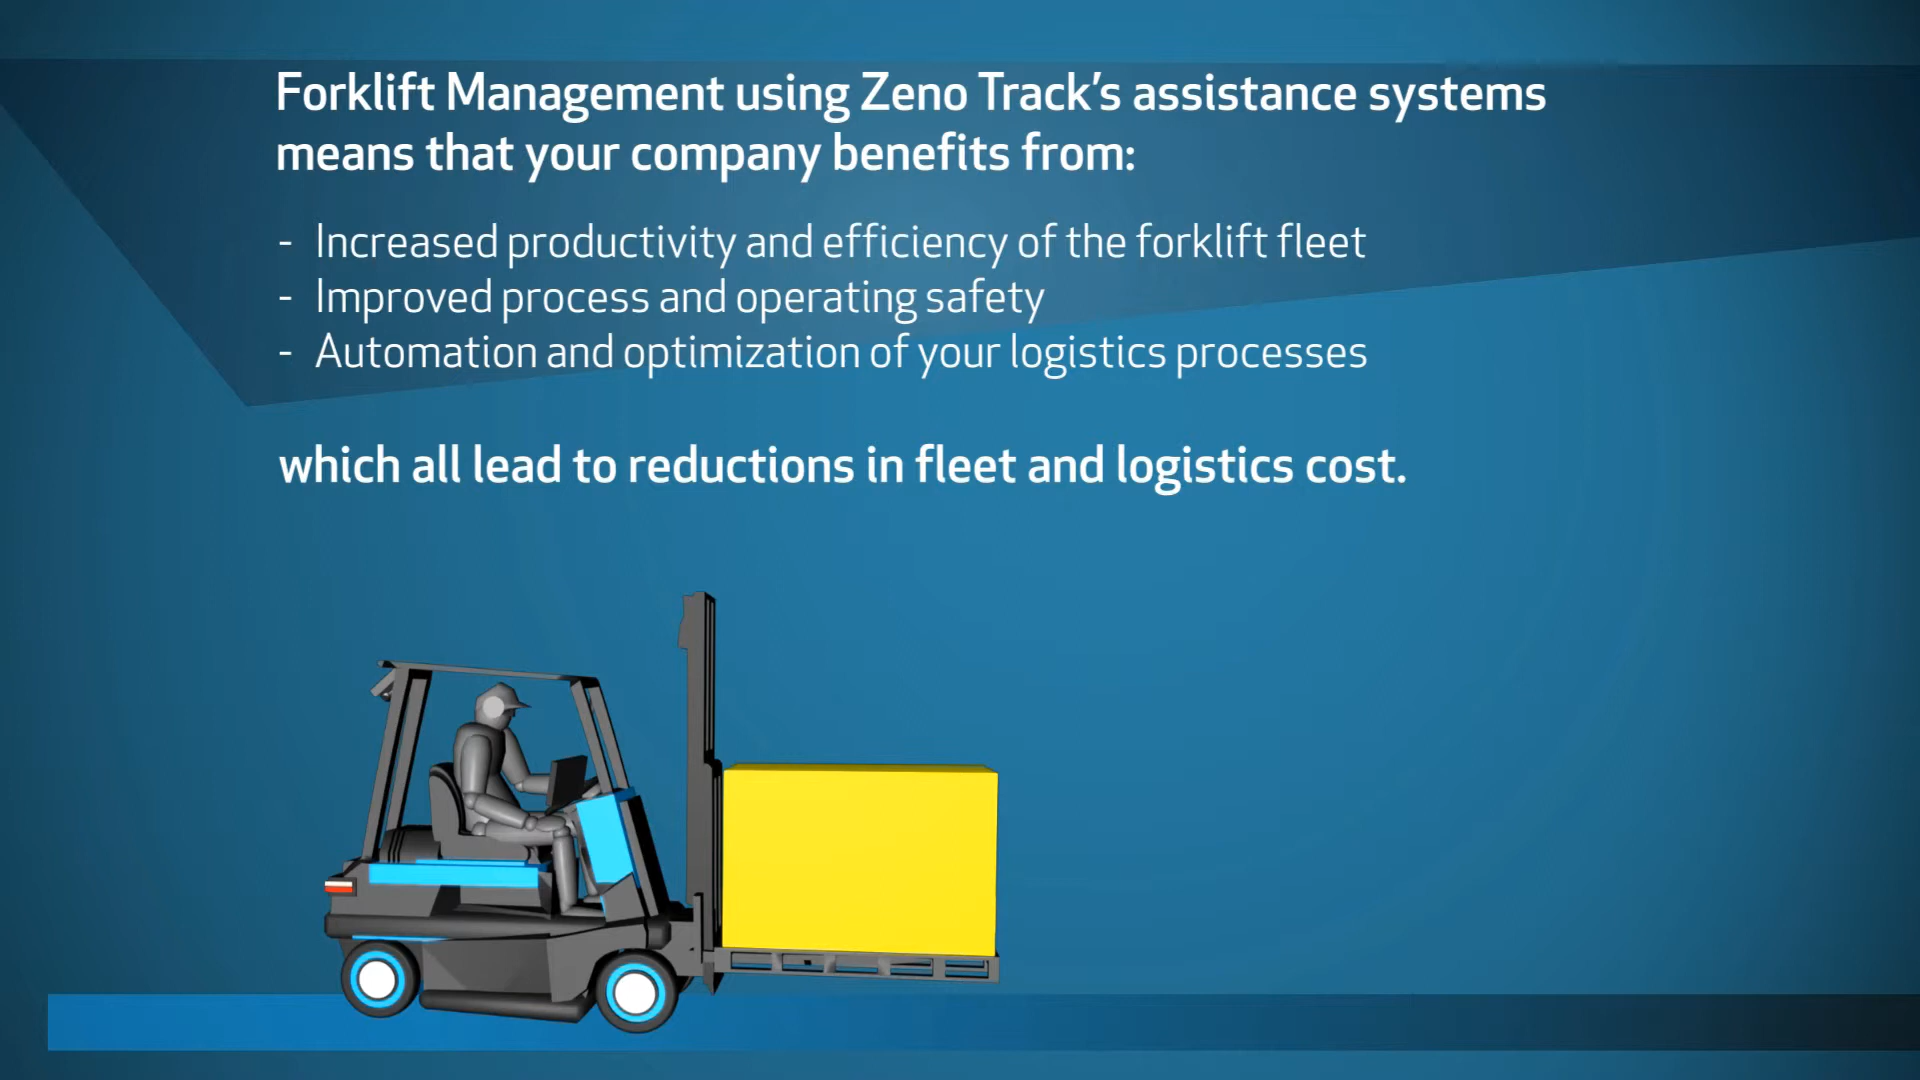 Forklift Management using Zeno Track’s assistance systems
means that your company benefits from:
- Increased productivity and efficiency of the forklift fleet
- Improved process and operating safety
- Automation and optimization of your logistics processes
which all lead to reductions in fleet and logistics cost.